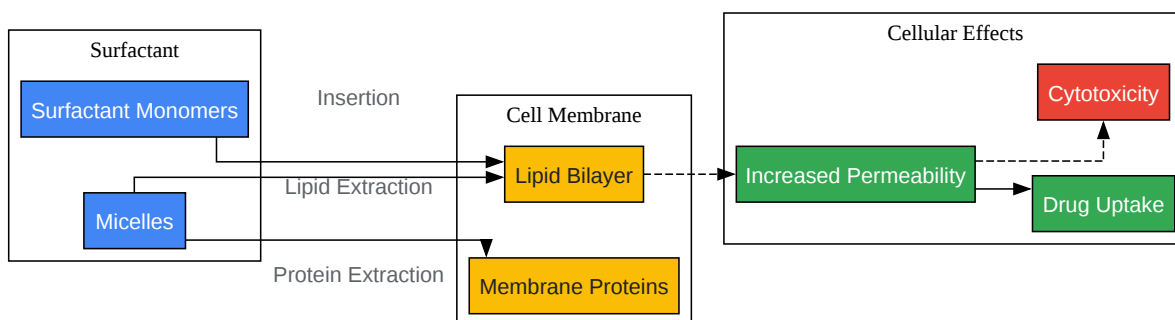 Surfactant
Surfactant Monomers
Micelles
Insertion
Lipid Extraction
Protein Extraction
Cell Membrane
Lipid Bilayer
Membrane Proteins
Cellular Effects
Cytotoxicity
Increased Permeability
Drug Uptake